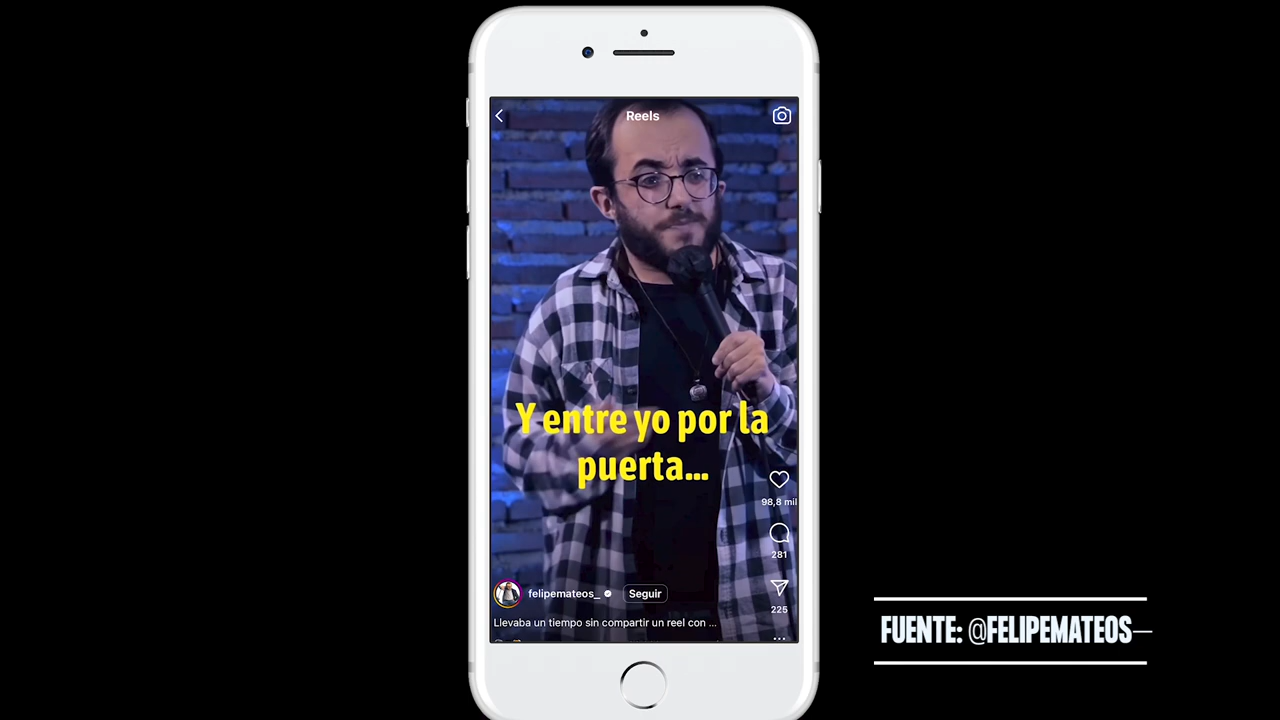 Reels
Y entre yo por la
puerta...
98,8 mil
281
felipemateos_
Seguir
225
Llevaba un tiempo sin compartir un reel con ...
FUENTE: @FELIPEMATEOS_